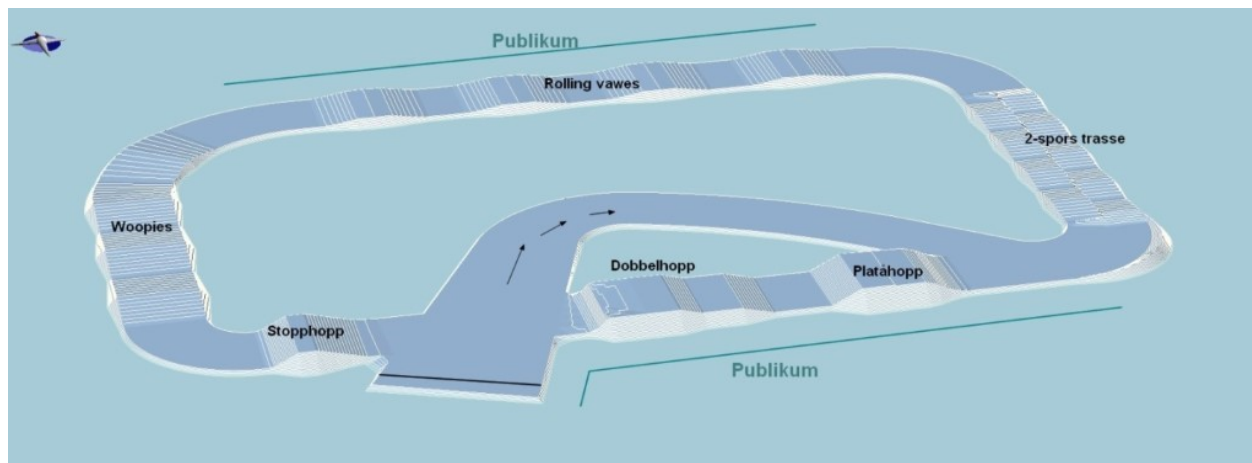 Publikum
Rolling vawes
2-spors trasse
Woopies
Dobbelhopp
Platåhopp
Stopphopp
Publikum